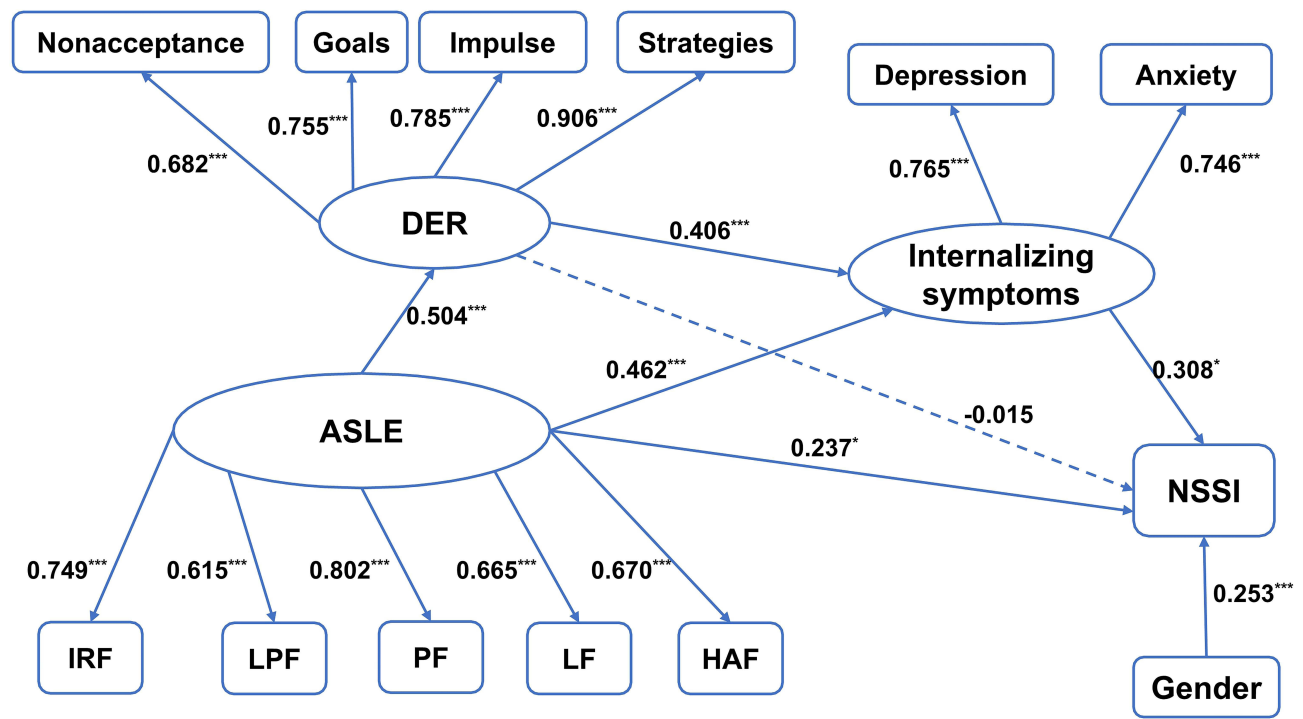 Nonacceptance
Goals
Impulse
Strategies
Depression
Anxiety
0.682***
0.755***
0.785***
0.906***
0.765***
0.746***
DER
0.406***
Internalizing
symptoms
0.504***
0.462***
0.308*
-0.015
ASLE
0.237*
NSSI
0.749***
0.615***
0.802***
0.665***
0.670***
0.253***
IRF
LPF
PF
LF
HAF
Gender